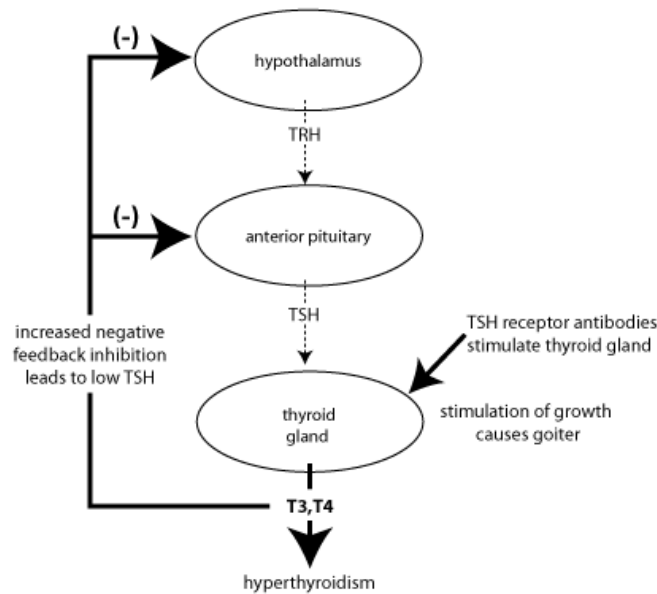 (-)
hypothalamus
TRH
(-)
anterior pituitary
TSH
increased negative
feedback inhibition
leads to low TSH
TSH receptor antibodies
stimulate thyroid gland
thyroid
gland
stimulation of growth
causes goiter
T3,T4
hyperthyroidism